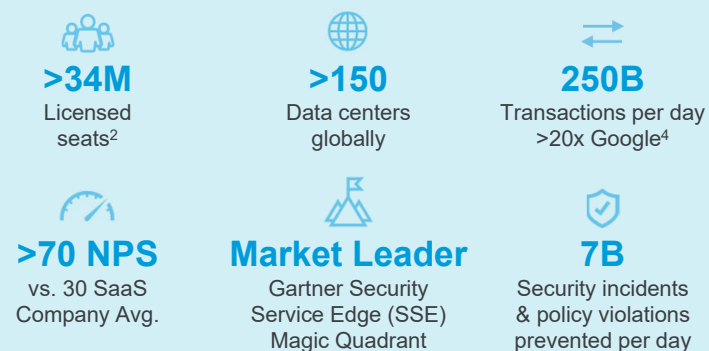 >34M
Licensed
seats²
>150
Data centers
globally
250B
Transactions per day
>20x Google⁴
>70 NPS
vs. 30 SaaS
Company Avg.
Market Leader
Gartner Security
Service Edge (SSE)
Magic Quadrant
7B
Security incidents
& policy violations
prevented per day